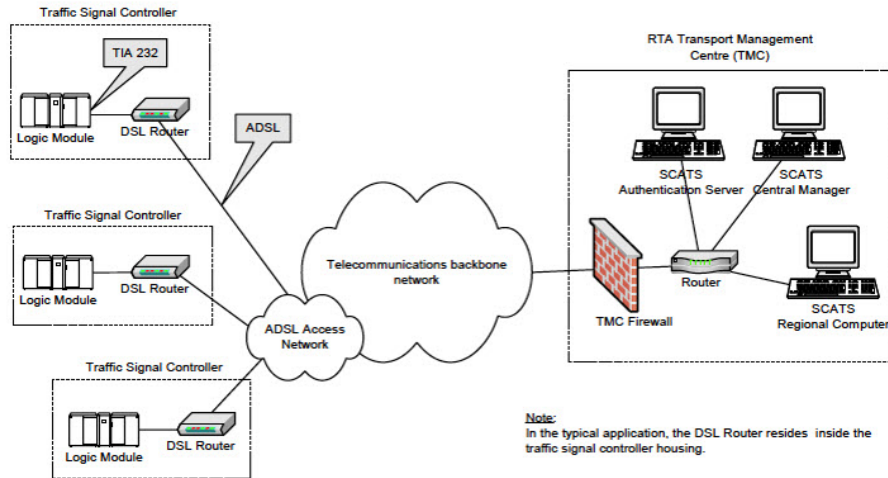 Traffic Signal Controller
TIA 232
Logic Module
DSL Router
ADSL
Traffic Signal Controller
Logic Module
DSL Router
Traffic Signal Controller
Logic Module
DSL Router
ADSL Access
Network
Telecommunications backbone
network
RTA Transport Management
Centre (TMC)
SCATS
Authentication Server
SCATS
Central Manager
TMC Firewall
Router
SCATS
Regional Computer
Note:
In the typical application, the DSL Router resides inside the
traffic signal controller housing.